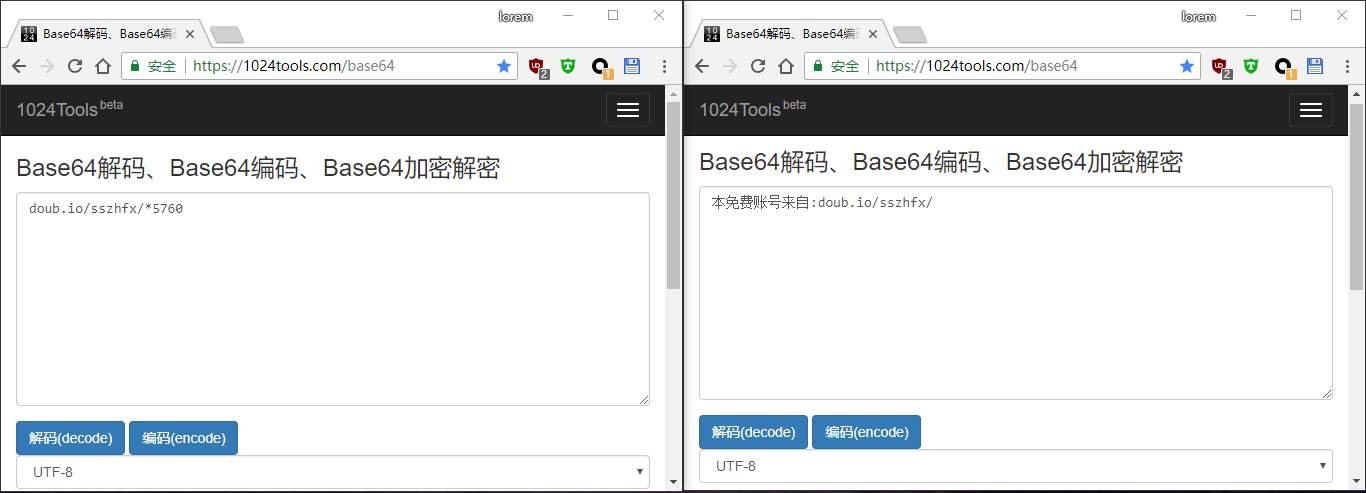 lorem
Base64解码、Base64编码
安全 https://1024tools.com/base64
2
1
1024Tools beta
Base64解码、Base64编码、Base64加密解密
doub.io/sszhfx/*5760
解码(decode) 编码(encode)
UTF-8
lorem
Base64解码、Base64编码
安全 https://1024tools.com/base64
2
1
1024Tools beta
Base64解码、Base64编码、Base64加密解密
本免费账号来自:doub.io/sszhfx/
解码(decode) 编码(encode)
UTF-8